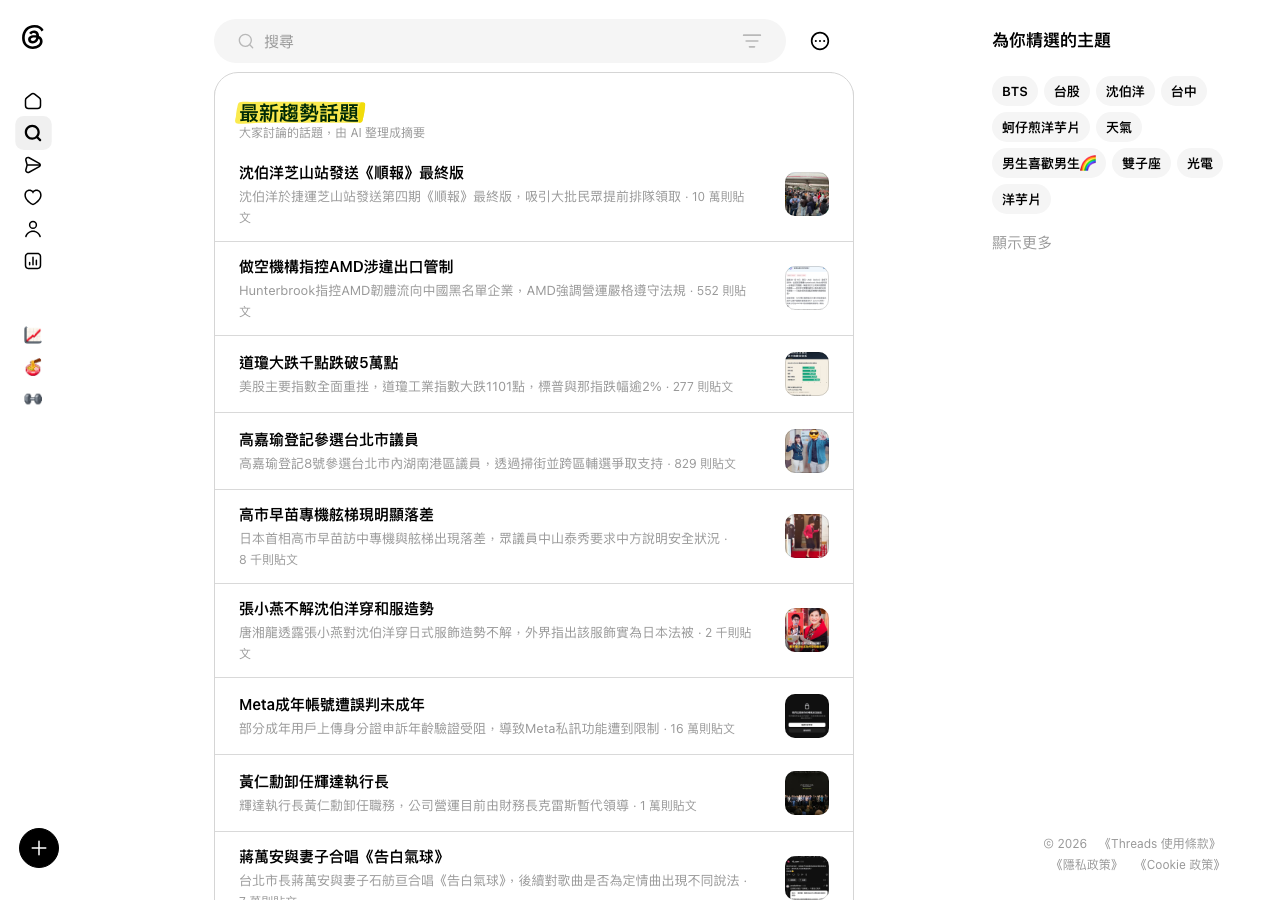 搜尋
最新趨勢話題
大家討論的話題，由 AI 整理成摘要
沈伯洋芝山站發送《順報》最終版
沈伯洋於捷運芝山站發送第四期《順報》最終版，吸引大批民眾提前排隊領取 · 10 萬則貼
文
做空機構指控AMD涉違出口管制
Hunterbrook指控AMD韌體流向中國黑名單企業，AMD強調營運嚴格遵守法規 · 552 則貼
文
道瓊大跌千點跌破5萬點
美股主要指數全面重挫，道瓊工業指數大跌1101點，標普與那指跌幅逾2% · 277 則貼文
高嘉瑜登記參選台北市議員
高嘉瑜登記8號參選台北市內湖南港區議員，透過掃街並跨區輔選爭取支持 · 829 則貼文
高市早苗專機舷梯現明顯落差
日本首相高市早苗訪中專機與舷梯出現落差，眾議員中山泰秀要求中方說明安全狀況 ·
8 千則貼文
張小燕不解沈伯洋穿和服造勢
唐湘龍透露張小燕對沈伯洋穿日式服飾造勢不解，外界指出該服飾實為日本法被 · 2 千則貼
文
Meta成年帳號遭誤判未成年
部分成年用戶上傳身分證申訴年齡驗證受阻，導致Meta私訊功能遭到限制 · 16 萬則貼文
黃仁勳卸任輝達執行長
輝達執行長黃仁勳卸任職務，公司營運目前由財務長克雷斯暫代領導 · 1 萬則貼文
蔣萬安與妻子合唱《告白氣球》
台北市長蔣萬安與妻子石舫亘合唱《告白氣球》，後續對歌曲是否為定情曲出現不同說法 ·
7 萬則貼文
為你精選的主題
BTS
台股
沈伯洋
台中
蚵仔煎洋芋片
天氣
男生喜歡男生🌈
雙子座
光電
洋芋片
顯示更多
© 2026 《Threads 使用條款》
《隱私政策》 《Cookie 政策》